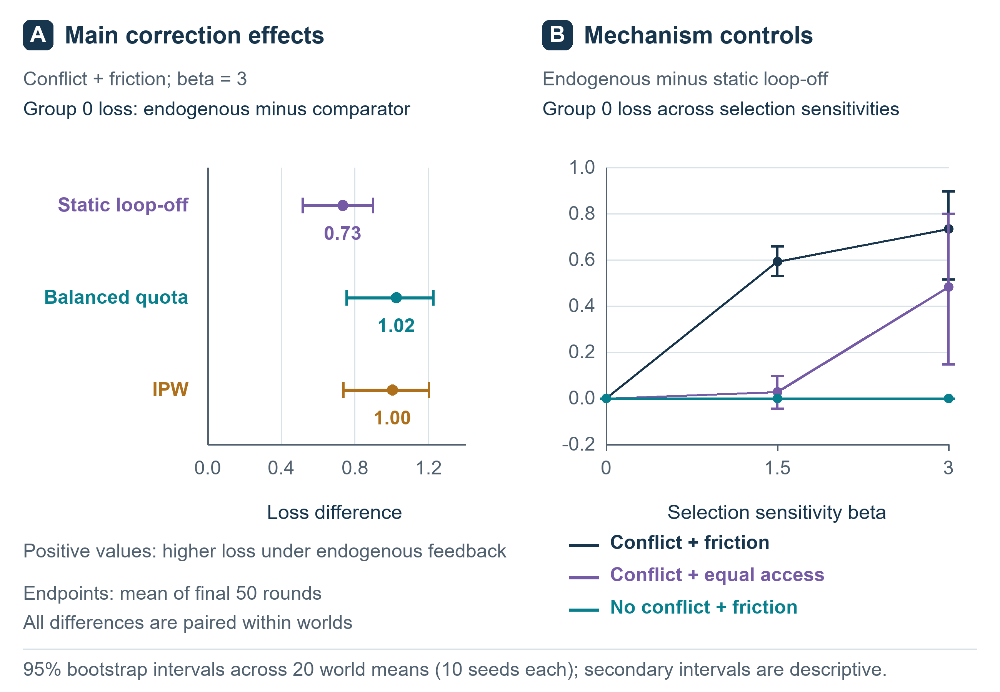 A Main correction effects
Conflict + friction; beta = 3
Group 0 loss: endogenous minus comparator
Static loop-off
0.73
Balanced quota
1.02
IPW
1.00
0.0 0.4 0.8 1.2
Loss difference
Positive values: higher loss under endogenous feedback
Endpoints: mean of final 50 rounds
All differences are paired within worlds
B Mechanism controls
Endogenous minus static loop-off
Group 0 loss across selection sensitivities
1.0
0.8
0.6
0.4
0.2
0.0
-0.2
0 1.5 3
Selection sensitivity beta
Conflict + friction
Conflict + equal access
No conflict + friction
95% bootstrap intervals across 20 world means (10 seeds each); secondary intervals are descriptive.